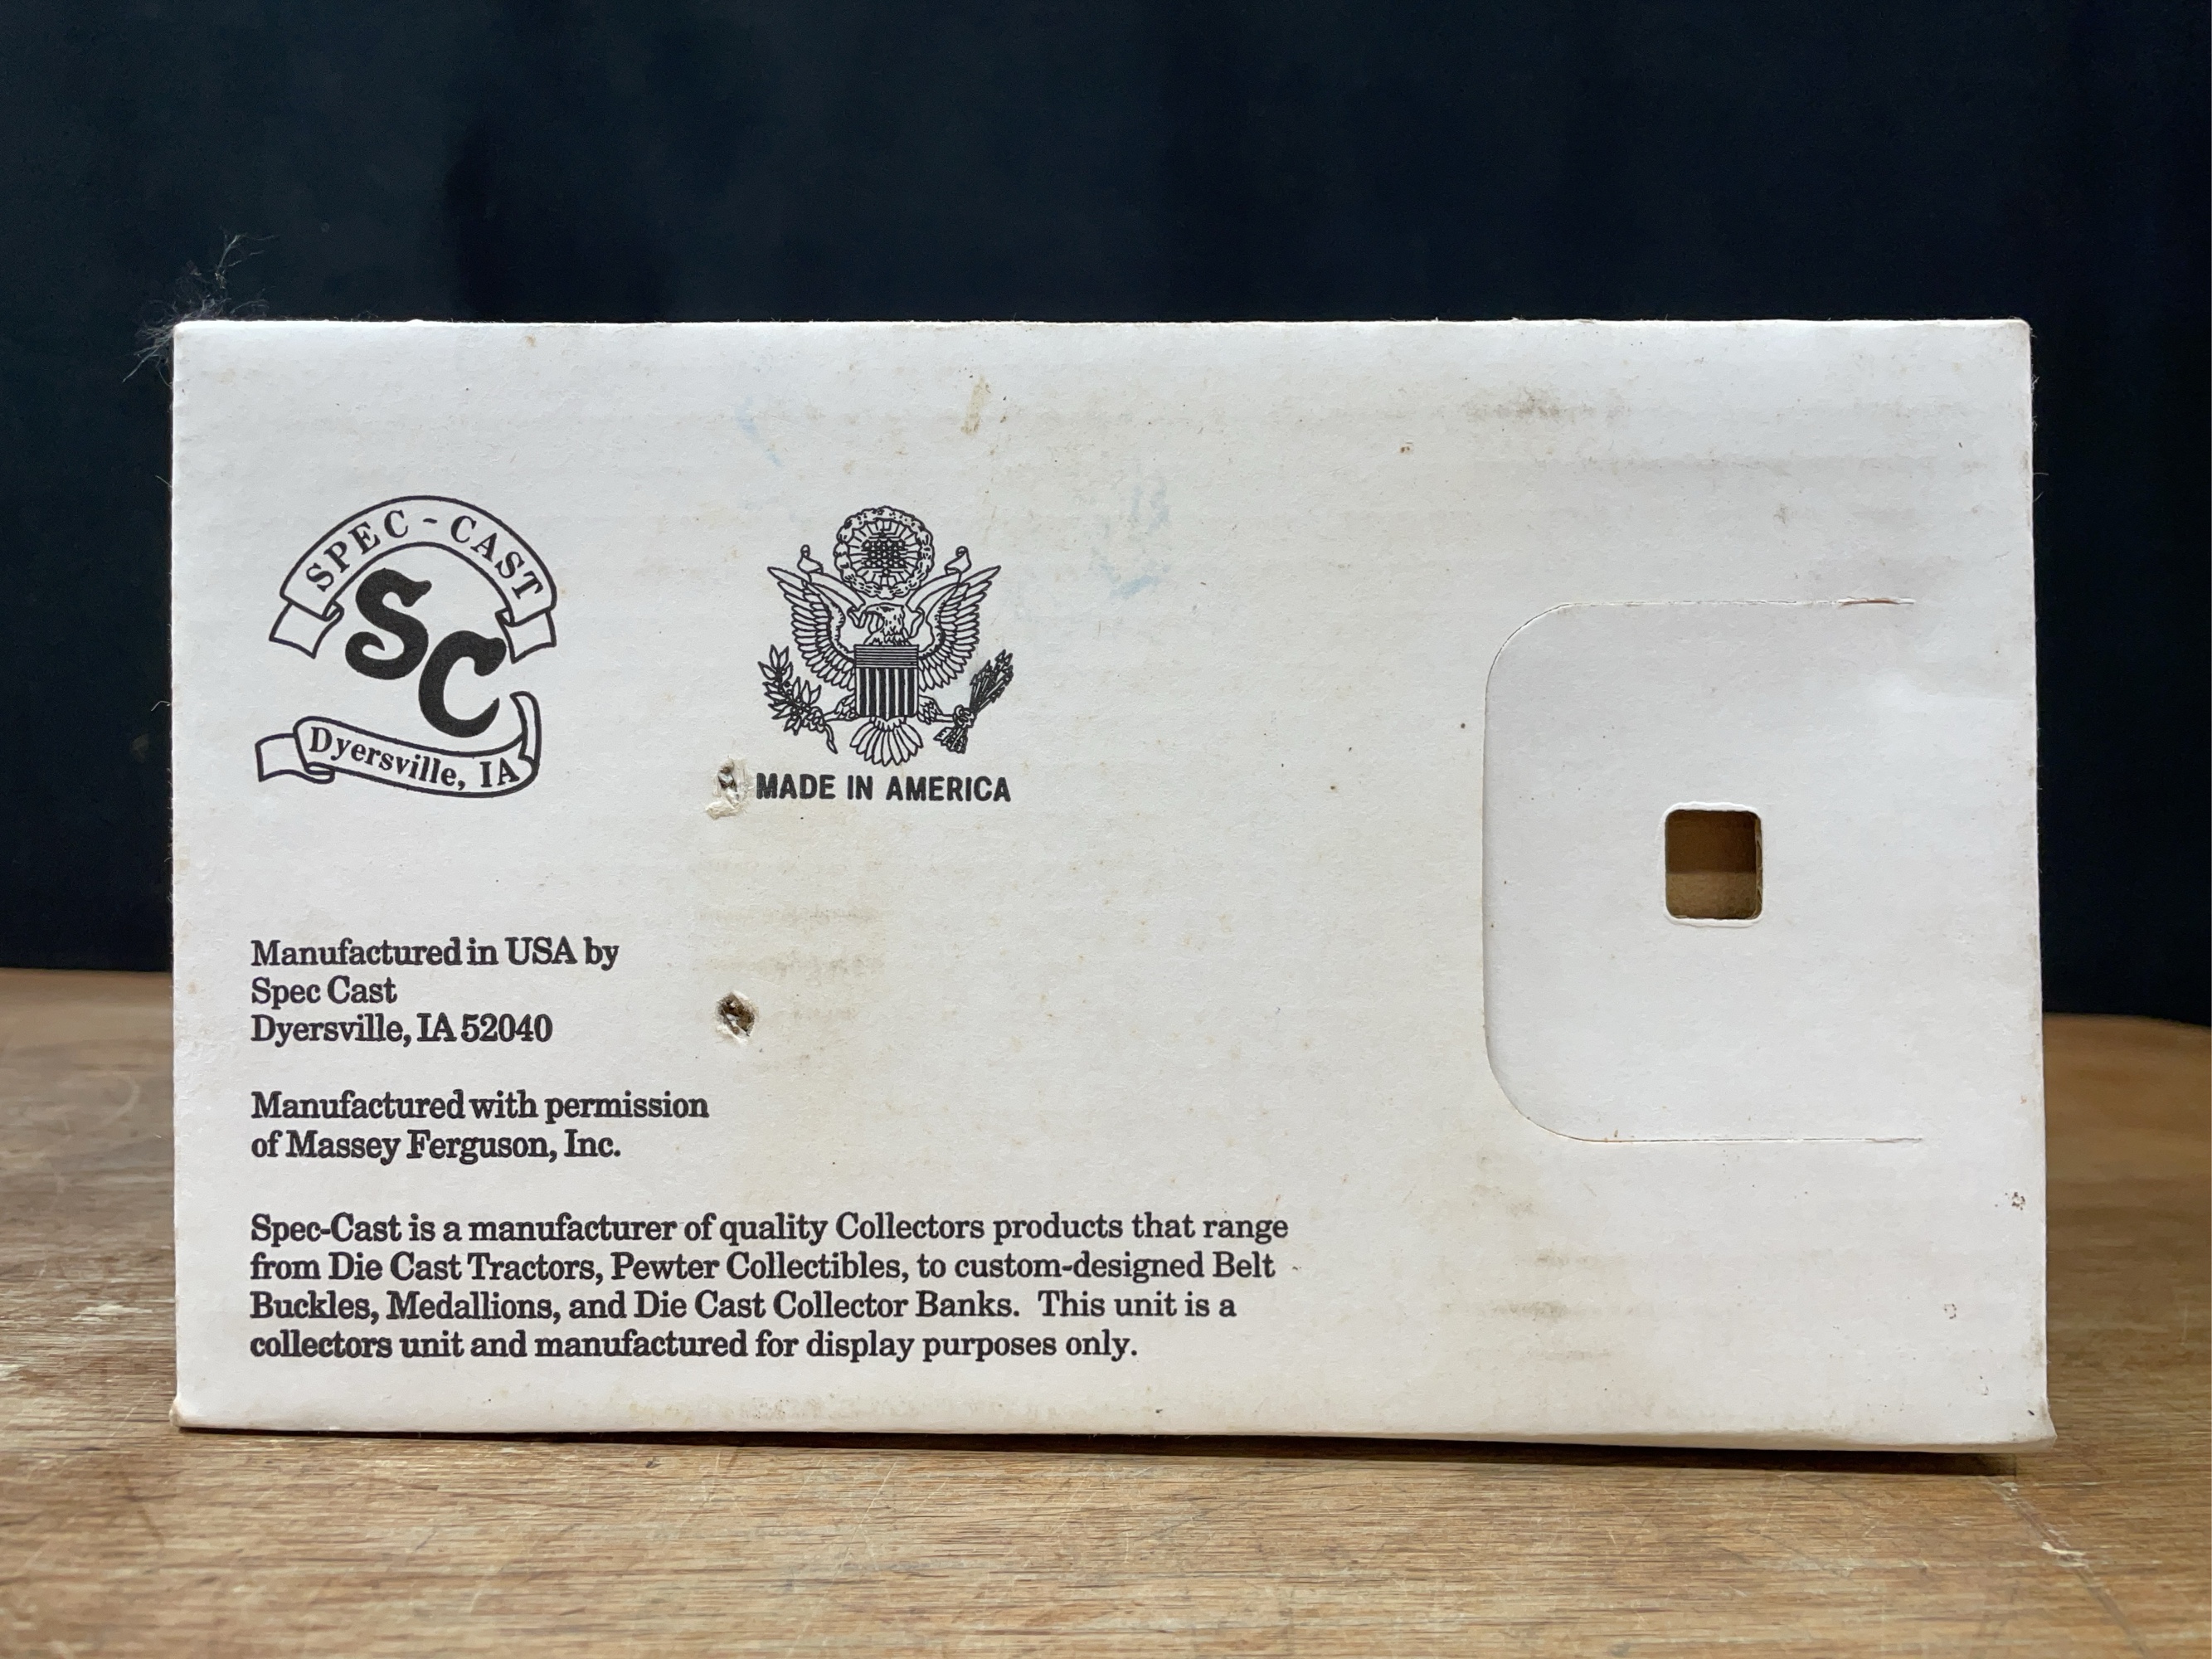 SPEC - CAST
SC
Dyersville, IA
MADE IN AMERICA
Manufactured in USA by
Spec Cast
Dyersville, IA 52040
Manufactured with permission
of Massey Ferguson, Inc.
Spec-Cast is a manufacturer of quality Collectors products that range
from Die Cast Tractors, Pewter Collectibles, to custom-designed Belt
Buckles, Medallions, and Die Cast Collector Banks.  This unit is a
collectors unit and manufactured for display purposes only.